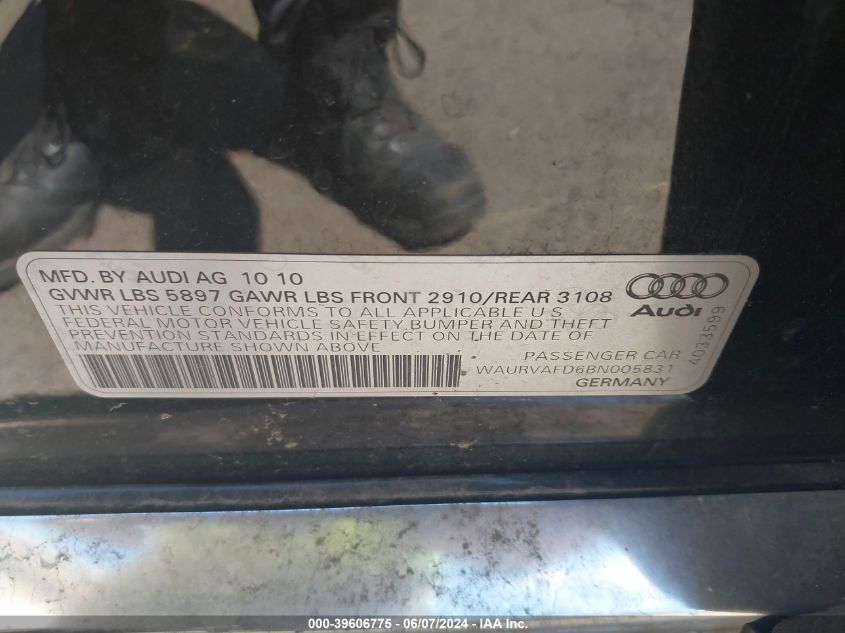 MFD. BY AUDI AG 10 10
GVWR LBS 5897 GAWR LBS FRONT 2910/REAR 3108
THIS VEHICLE CONFORMS TO ALL APPLICABLE U S
FEDERAL MOTOR VEHICLE SAFETY, BUMPER AND THEFT
PREVENTION STANDARDS IN EFFECT ON THE DATE OF
MANUFACTURE SHOWN ABOVE
PASSENGER CAR
WAURVAFD6BN005831
GERMANY
Audi
4033599
000-39606775 - 06/07/2024 - IAA Inc.